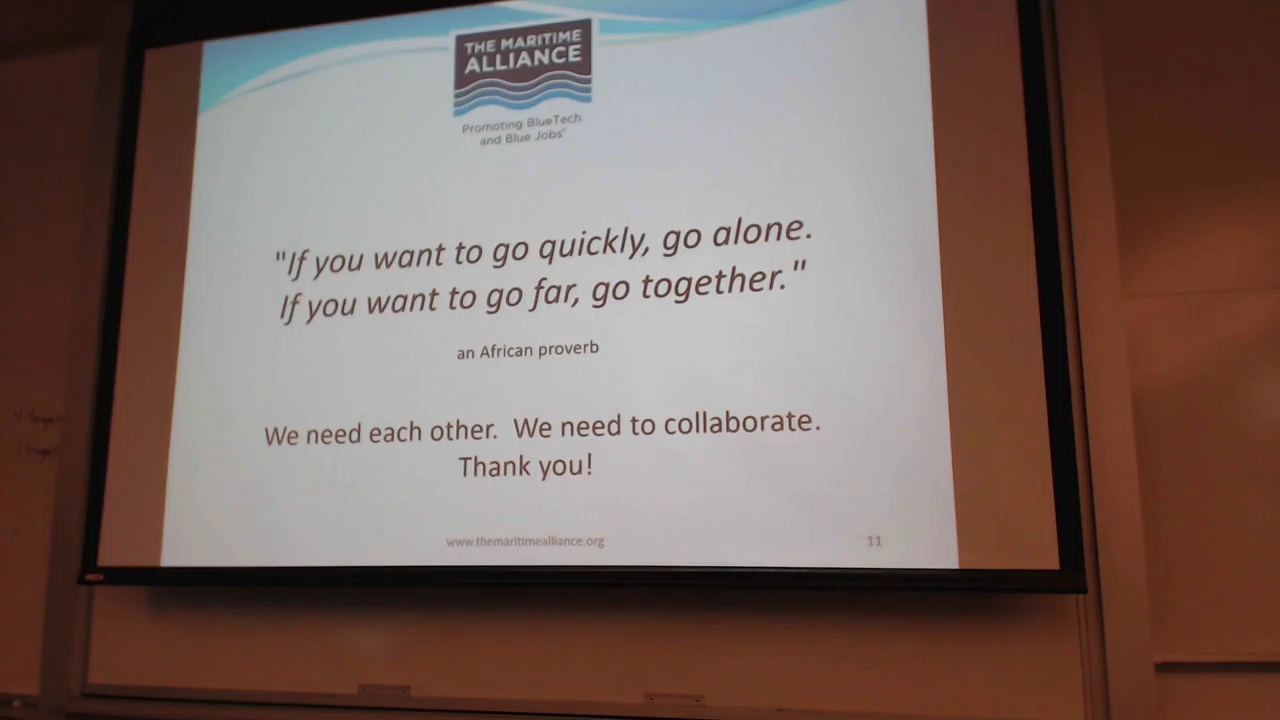 THE MARITIME
ALLIANCE
Promoting BlueTech
and Blue Jobs®
"If you want to go quickly, go alone.
If you want to go far, go together."
an African proverb
We need each other.  We need to collaborate.
Thank you!
www.themaritimealliance.org
11